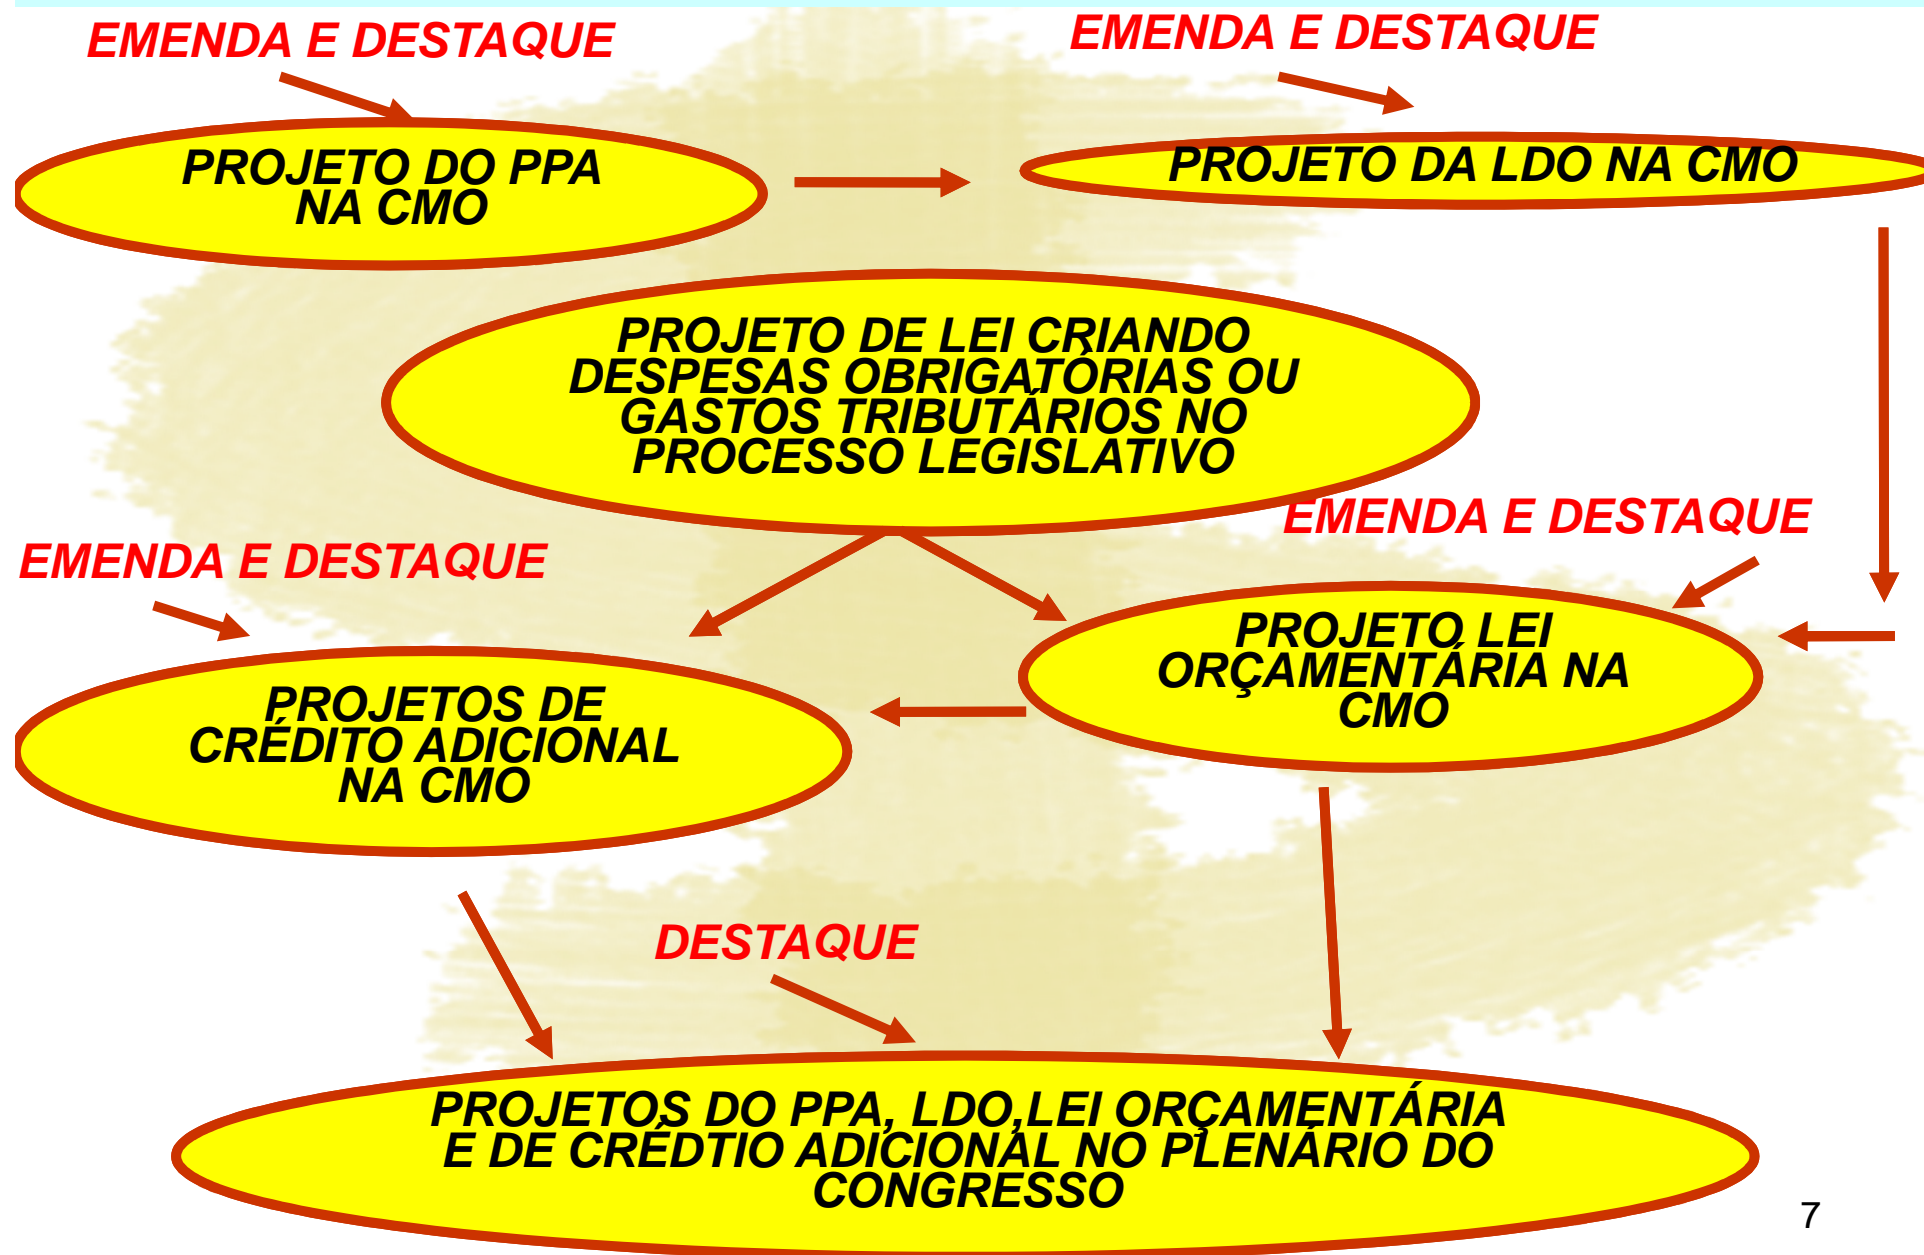 EMENDA E DESTAQUE
EMENDA E DESTAQUE
PROJETO DO PPA
NA CMO
PROJETO DA LDO NA CMO
PROJETO DE LEI CRIANDO
DESPESAS OBRIGATÓRIAS OU
GASTOS TRIBUTÁRIOS NO
PROCESSO LEGISLATIVO
EMENDA E DESTAQUE
EMENDA E DESTAQUE
PROJETO LEI
ORÇAMENTÁRIA NA
CMO
PROJETOS DE
CRÉDITO ADICIONAL
NA CMO
DESTAQUE
PROJETOS DO PPA, LDO,LEI ORÇAMENTÁRIA
E DE CRÉDTIO ADICIONAL NO PLENÁRIO DO
CONGRESSO
7